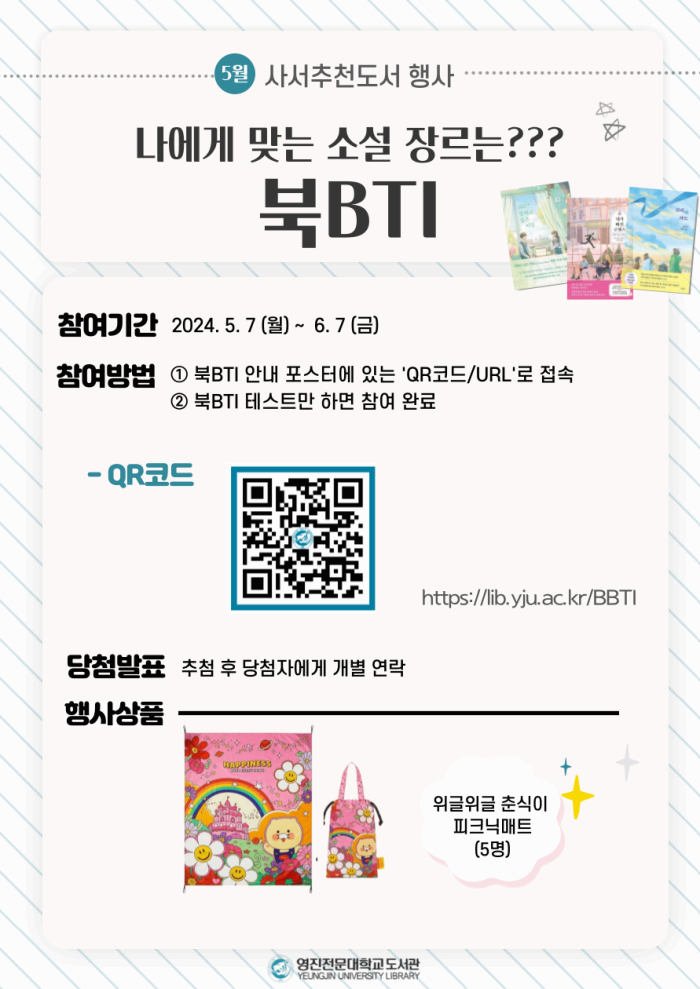 5월 사서추천도서 행사
나에게 맞는 소설 장르는???
북BTI
참여기간 2024. 5. 7 (월) ~ 6. 7 (금)
참여방법 ① 북BTI 안내 포스터에 있는 'QR코드/URL'로 접속
② 북BTI 테스트만 하면 참여 완료
- QR코드
https://lib.yju.ac.kr/BBTI
당첨발표 추첨 후 당첨자에게 개별 연락
행사상품
HAPPINESS
위글위글 춘식이
피크닉매트
(5명)
영진전문대학교 도서관
YEUNGJIN UNIVERSITY LIBRARY